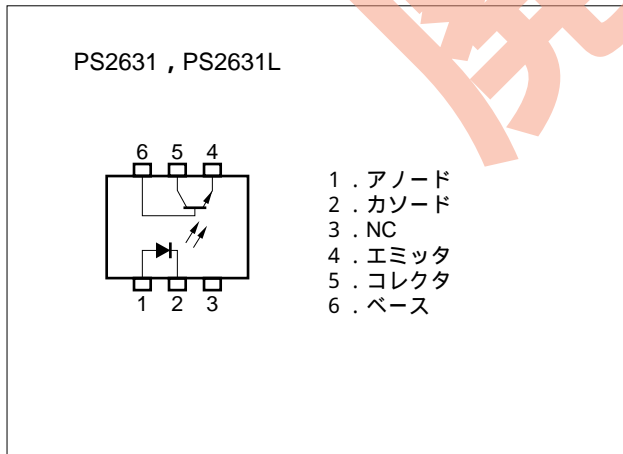 PS2631 , PS2631L
6 5 4
1 2 3
1 . アノード
2 . カソード
3 . NC
4 . エミッタ
5 . コレクタ
6 . ベース